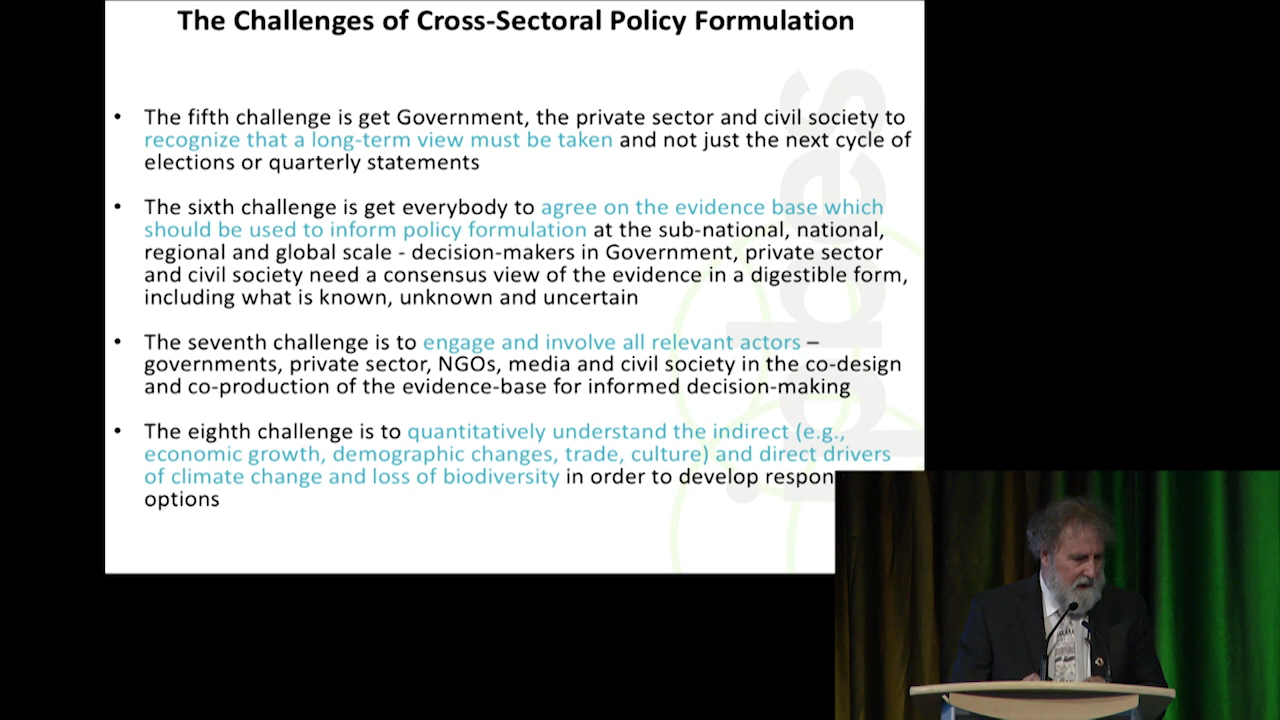 The Challenges of Cross-Sectoral Policy Formulation
• The fifth challenge is get Government, the private sector and civil society to
recognize that a long-term view must be taken and not just the next cycle of
elections or quarterly statements
• The sixth challenge is get everybody to agree on the evidence base which
should be used to inform policy formulation at the sub-national, national,
regional and global scale - decision-makers in Government, private sector
and civil society need a consensus view of the evidence in a digestible form,
including what is known, unknown and uncertain
• The seventh challenge is to engage and involve all relevant actors –
governments, private sector, NGOs, media and civil society in the co-design
and co-production of the evidence-base for informed decision-making
• The eighth challenge is to quantitatively understand the indirect (e.g.,
economic growth, demographic changes, trade, culture) and direct drivers
of climate change and loss of biodiversity in order to develop respon
options
ipbes